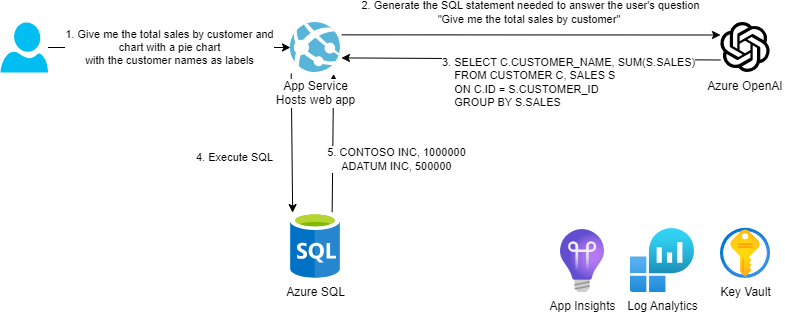 2. Generate the SQL statement needed to answer the user's question
"Give me the total sales by customer"
1. Give me the total sales by customer and
chart with a pie chart
with the customer names as labels
3. SELECT C.CUSTOMER_NAME, SUM(S.SALES)
FROM CUSTOMER C, SALES S
ON C.ID = S.CUSTOMER_ID
GROUP BY S.SALES
App Service
Hosts web app
Azure OpenAI
4. Execute SQL
5. CONTOSO INC, 1000000
ADATUM INC, 500000
SQL
Azure SQL
App Insights
Log Analytics
Key Vault